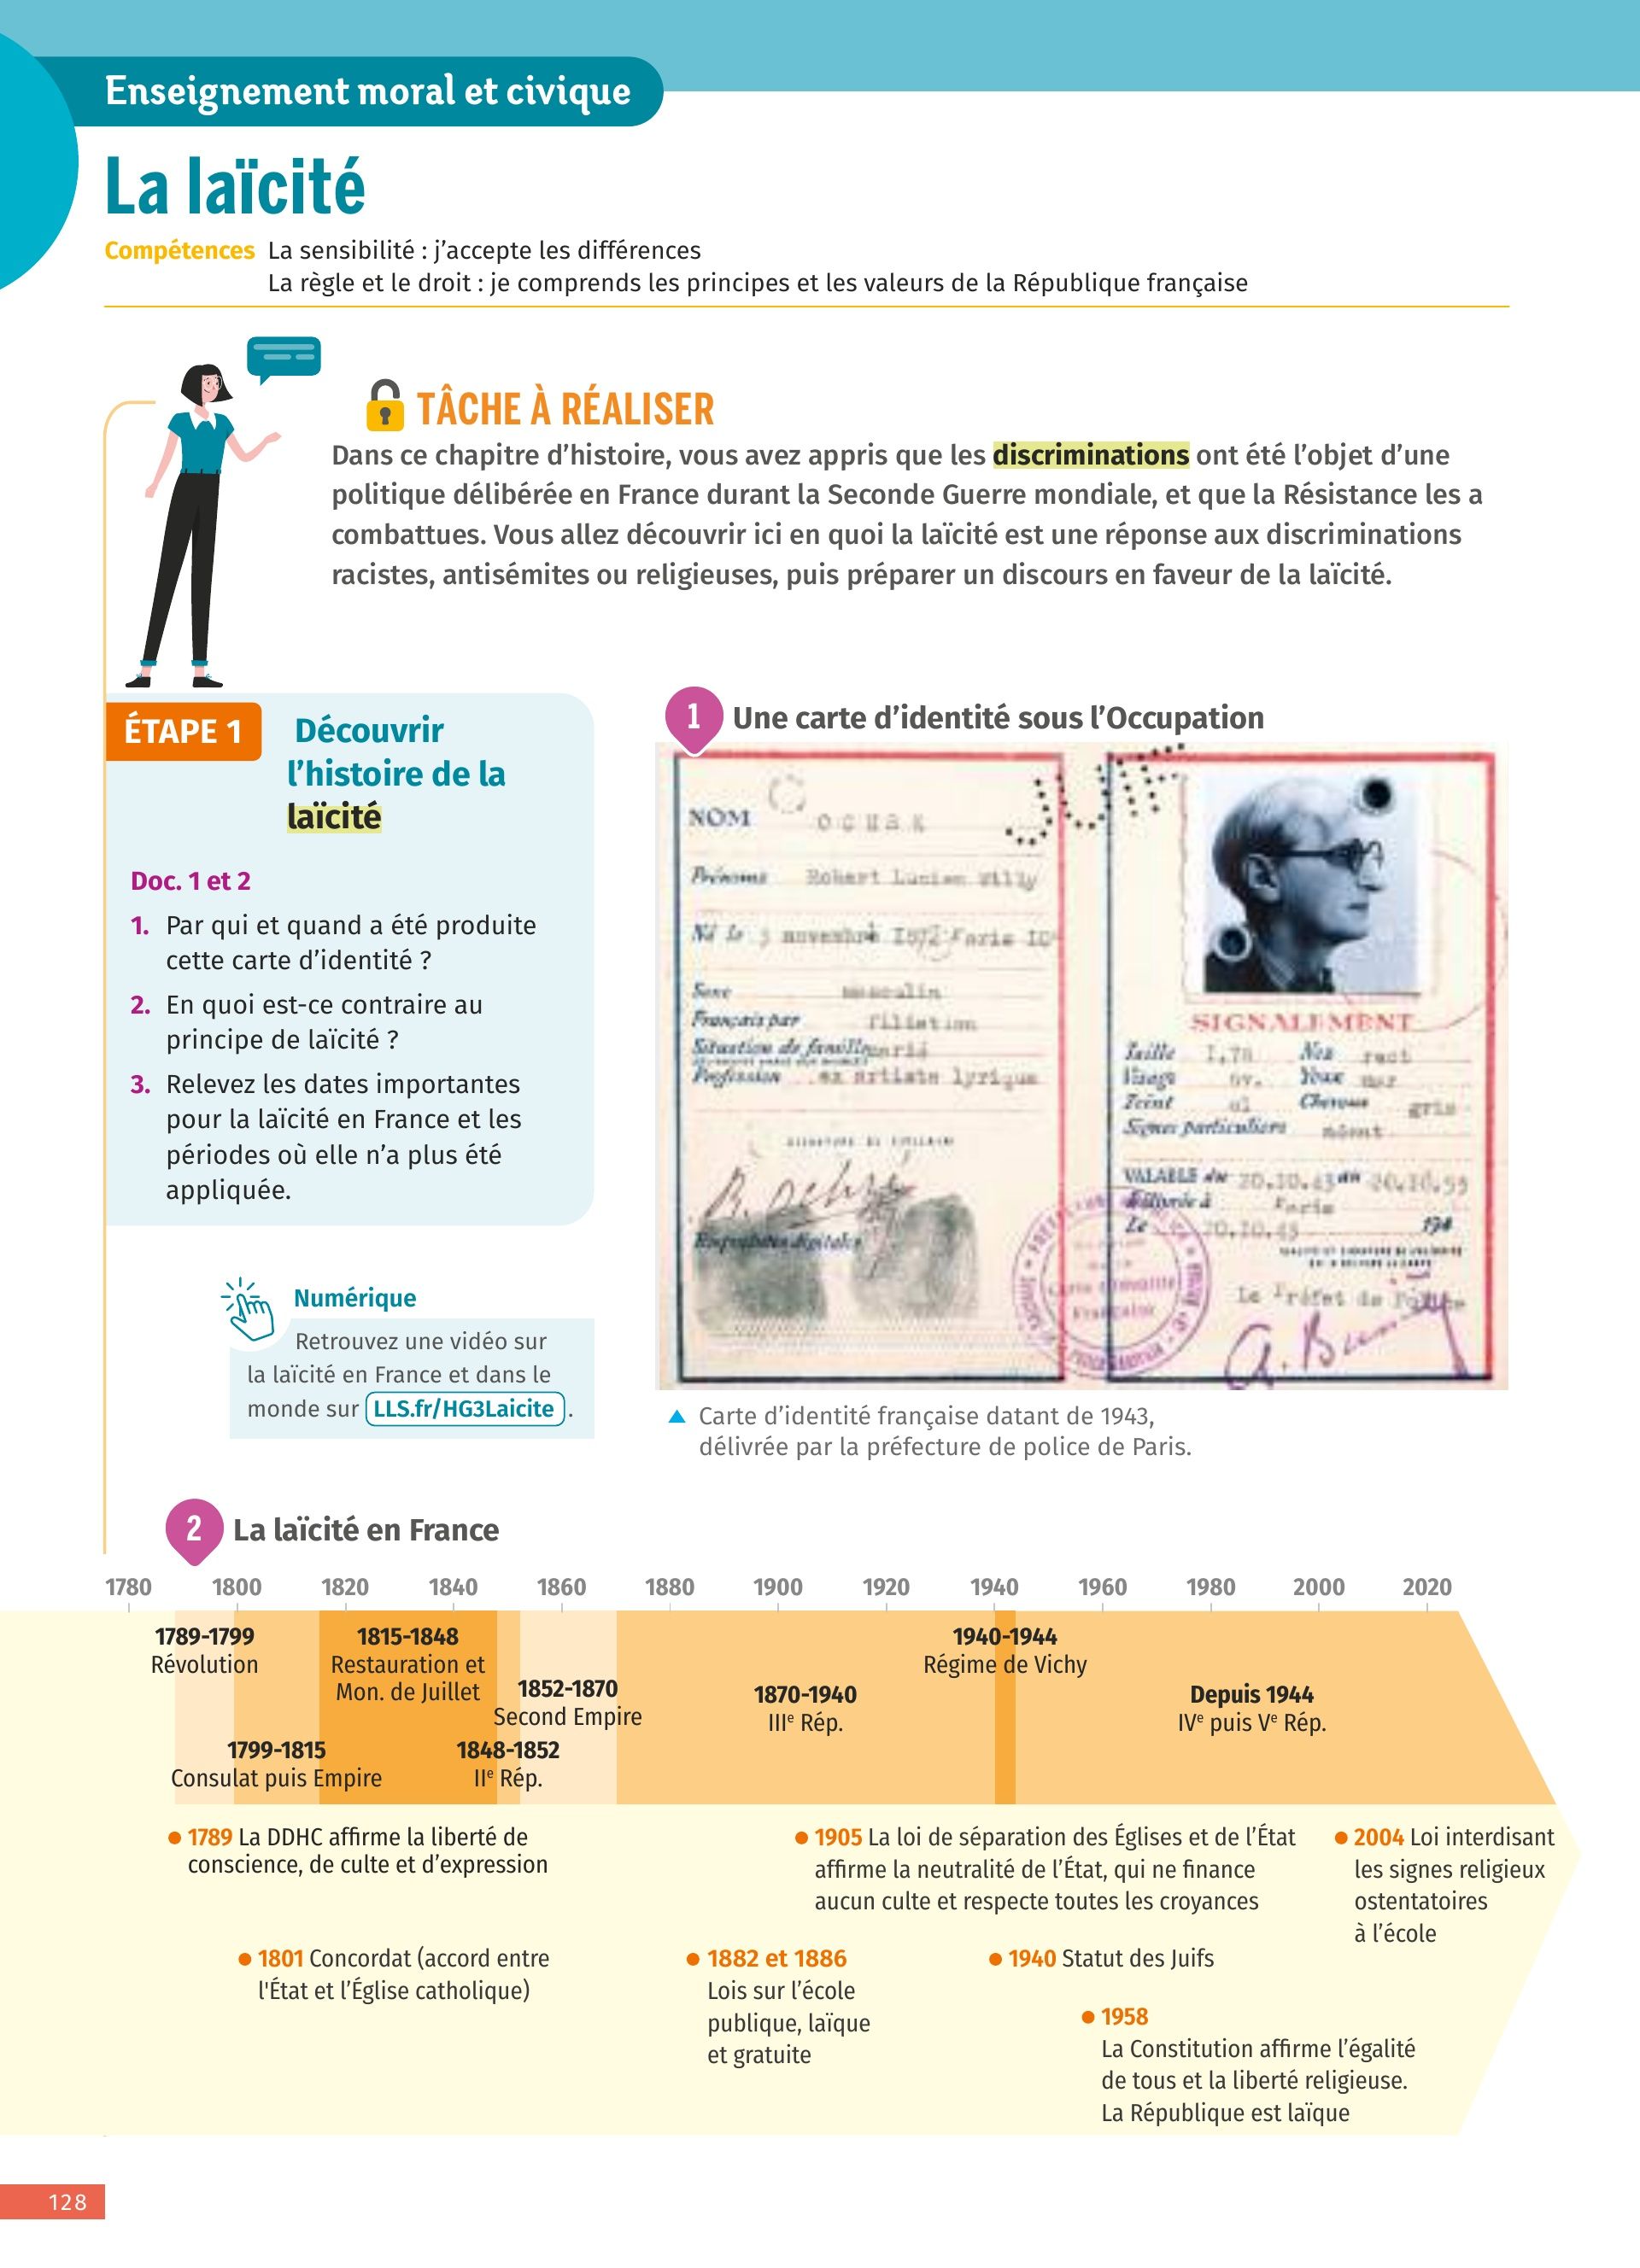 Enseignement moral et civique
La laïcité
Compétences La sensibilité : j'accepte les différences
La règle et le droit : je comprends les principes et les valeurs de la République française
TÂCHE À RÉALISER
Dans ce chapitre d'histoire, vous avez appris que les discriminations ont été l'objet d'une
politique délibérée en France durant la Seconde Guerre mondiale, et que la Résistance les a
combattues. Vous allez découvrir ici en quoi la laïcité est une réponse aux discriminations
racistes, antisémites ou religieuses, puis préparer un discours en faveur de la laïcité.
ÉTAPE 1 Découvrir
l'histoire de la
laïcité
Doc. 1 et 2
1. Par qui et quand a été produite
cette carte d'identité ?
2. En quoi est-ce contraire au
principe de laïcité ?
3. Relevez les dates importantes
pour la laïcité en France et les
périodes où elle n'a plus été
appliquée.
Numérique
Retrouvez une vidéo sur
la laïcité en France et dans le
monde sur LLS.fr/HG3Laicite .
1 Une carte d'identité sous l'Occupation
JUIF
NOM
Prénoms Robert Lucien Willy
Né le 3 novembre Paris
Sexe masculin
Français par filiation
Situation de famille marié
Profession ex artiste lyrique
Empreintes digitales
SIGNALEMENT
Taille 1,78 Nez rect
Visage ov. Yeux mar
Teint Cheveux gris
Signes particuliers néant
VALABLE du 20.10.43 au 20.10.53
Délivrée à Paris
Le 20.10.43 194
Le Préfet de Police
Carte d'identité française datant de 1943,
délivrée par la préfecture de police de Paris.
2 La laïcité en France
1780 1800 1820 1840 1860 1880 1900 1920 1940 1960 1980 2000 2020
1789-1799
Révolution
1799-1815
Consulat puis Empire
1815-1848
Restauration et
Mon. de Juillet
1848-1852
IIe Rép.
1852-1870
Second Empire
1870-1940
IIIe Rép.
1940-1944
Régime de Vichy
Depuis 1944
IVe puis Ve Rép.
1789 La DDHC affirme la liberté de
conscience, de culte et d'expression
1801 Concordat (accord entre
l'État et l'Église catholique)
1882 et 1886
Lois sur l'école
publique, laïque
et gratuite
1905 La loi de séparation des Églises et de l'État
affirme la neutralité de l'État, qui ne finance
aucun culte et respecte toutes les croyances
1940 Statut des Juifs
1958
La Constitution affirme l'égalité
de tous et la liberté religieuse.
La République est laïque
2004 Loi interdisant
les signes religieux
ostentatoires
à l'école
128